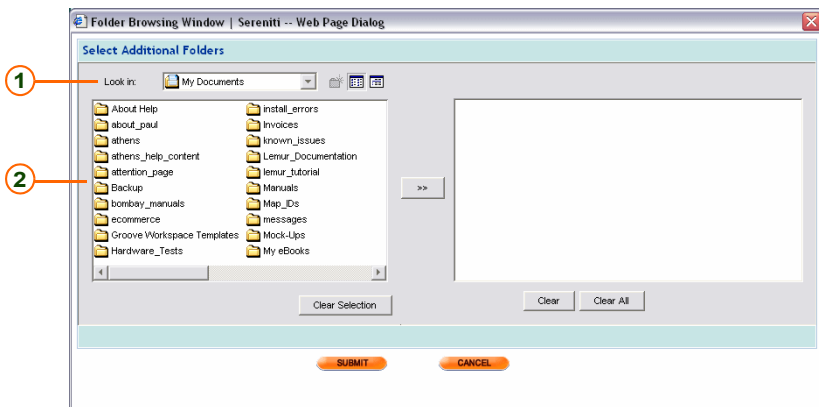 Folder Browsing Window | Sereniti -- Web Page Dialog
Select Additional Folders
1
Look in: My Documents
2
About Help
about_paul
athens
athens_help_content
attention_page
Backup
bombay_manuals
ecommerce
Groove Workspace Templates
Hardware_Tests
install_errors
Invoices
known_issues
Lemur_Documentation
lemur_tutorial
Manuals
Map_IDs
messages
Mock-Ups
My eBooks
>>
Clear Selection
Clear Clear All
SUBMIT CANCEL